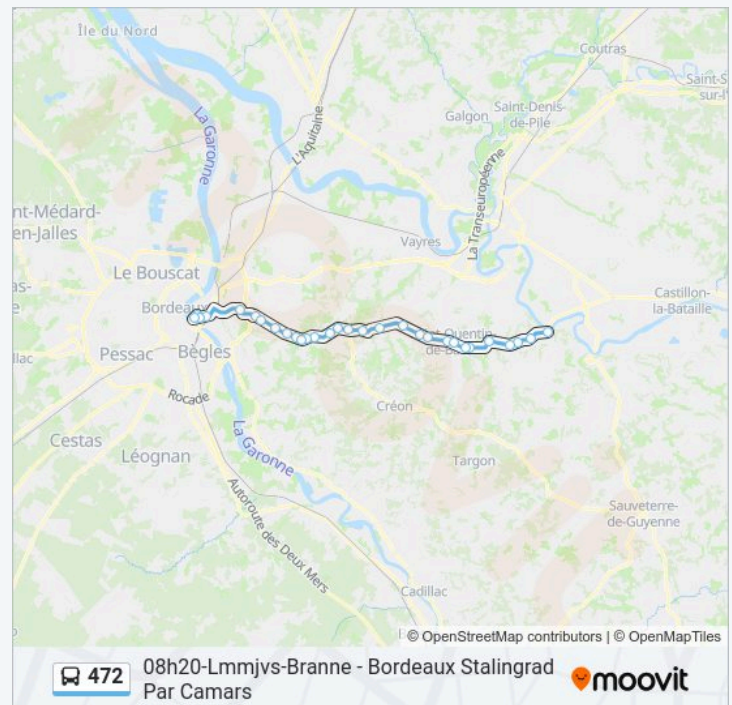 Île du Nord
Coutras
Saint-S
sur-l'I
Saint-Denis-
de-Pile
Galgon
La Garonne
L'Aquitaine
La Transeuropéenne
nt-Médard-
en-Jalles
Vayres
Le Bouscat
Castillon-
la-Bataille
Bordeaux
Quentin
Pessac
Bègles
Rocade
Créon
Cestas
La Garonne
Léognan
Targon
Autoroute des Deux Mers
Sauveterre-
de-Guyenne
Cadillac
© OpenStreetMap contributors | © OpenMapTiles
472
08h20-Lmmjvs-Branne - Bordeaux Stalingrad
Par Camars
moovit